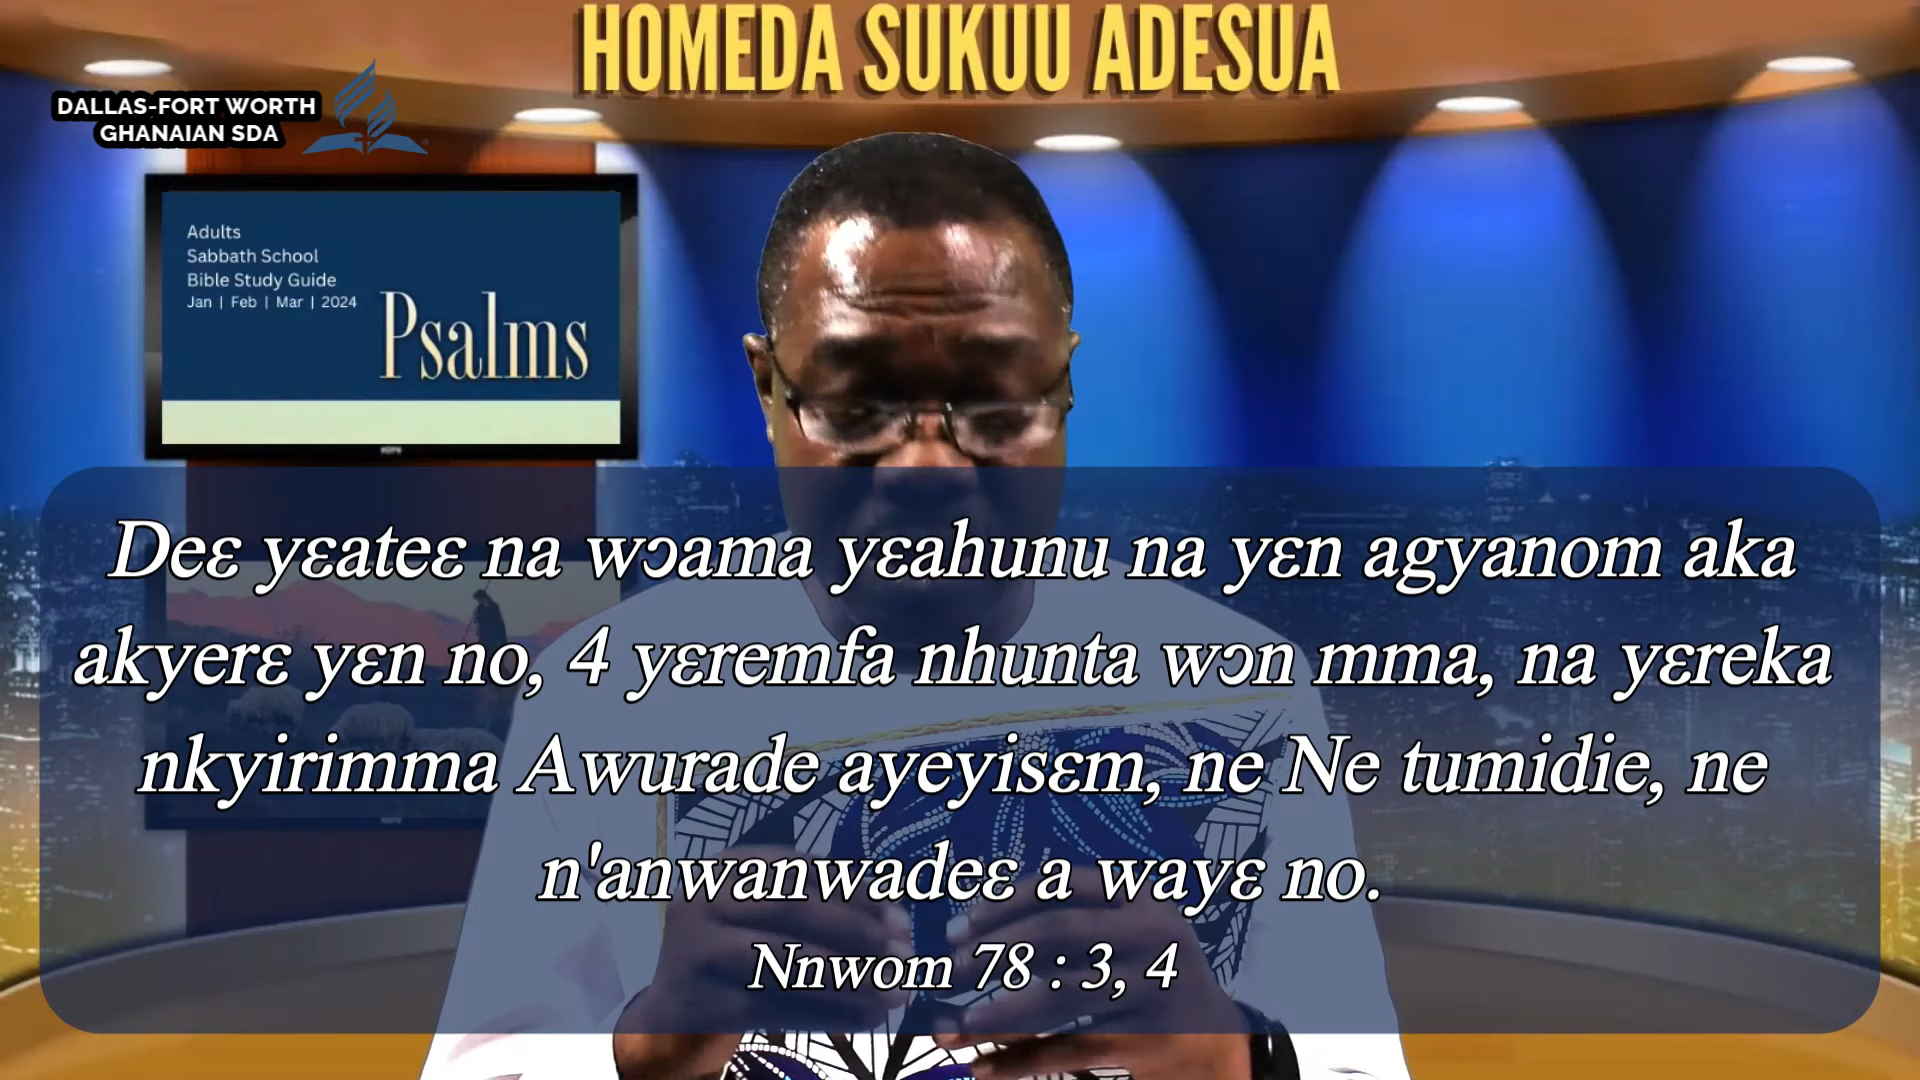 HOMEDA SUKUU ADESUA
DALLAS-FORT WORTH
GHANAIAN SDA
Adults
Sabbath School
Bible Study Guide
Jan | Feb | Mar | 2024
Psalms
Deɛ yɛateɛ na wɔama yɛahunu na yɛn agyanom aka
akyerɛ yɛn no, 4 yɛremfa nhunta wɔn mma, na yɛreka
nkyirimma Awurade ayeyisɛm, ne Ne tumidie, ne
n'anwanwadeɛ a wayɛ no.
Nnwom 78 : 3, 4